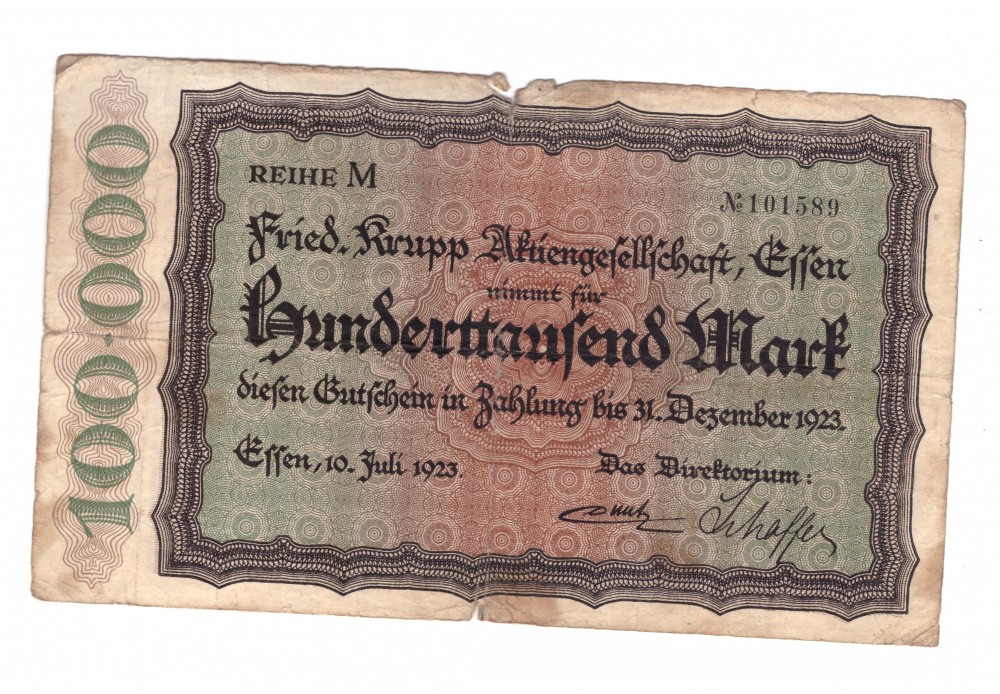 100.000
REIHE M
№ 101589
Fried. Krupp Aktiengesellschaft, Essen
nimmt für
Hunderttausend Mark
diesen Gutschein in Zahlung bis 31. Dezember 1923.
Essen, 10. Juli 1923.
Das Direktorium:
Schäffer